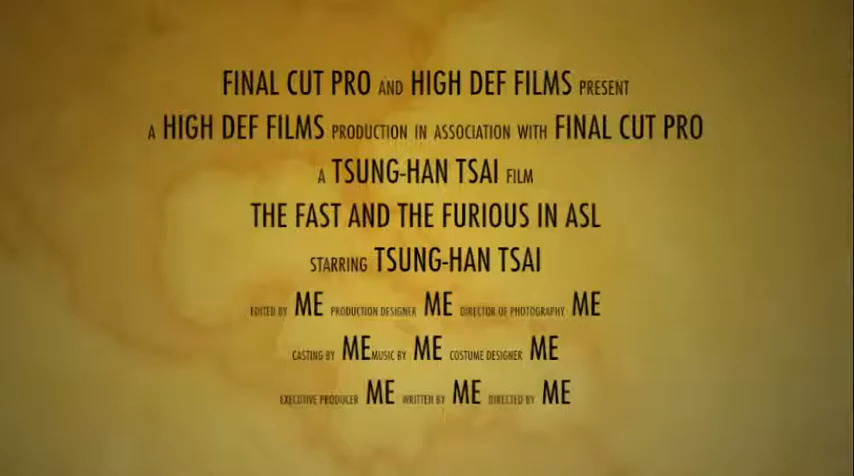 FINAL CUT PRO AND HIGH DEF FILMS PRESENT
A HIGH DEF FILMS PRODUCTION IN ASSOCIATION WITH FINAL CUT PRO
A TSUNG-HAN TSAI FILM
THE FAST AND THE FURIOUS IN ASL
STARRING TSUNG-HAN TSAI
EDITED BY ME PRODUCTION DESIGNER ME DIRECTOR OF PHOTOGRAPHY ME
CASTING BY ME MUSIC BY ME COSTUME DESIGNER ME
EXECUTIVE PRODUCER ME WRITTEN BY ME DIRECTED BY ME